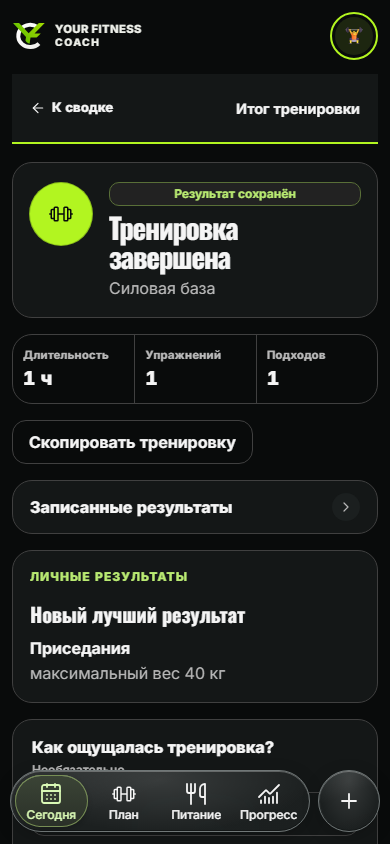 YOUR FITNESS
COACH
К сводке
Итог тренировки
Результат сохранён
Тренировка
завершена
Силовая база
Длительность
1 ч
Упражнений
1
Подходов
1
Скопировать тренировку
Записанные результаты
ЛИЧНЫЕ РЕЗУЛЬТАТЫ
Новый лучший результат
Приседания
максимальный вес 40 кг
Как ощущалась тренировка?
Необязательно
Сегодня
План
Питание
Прогресс